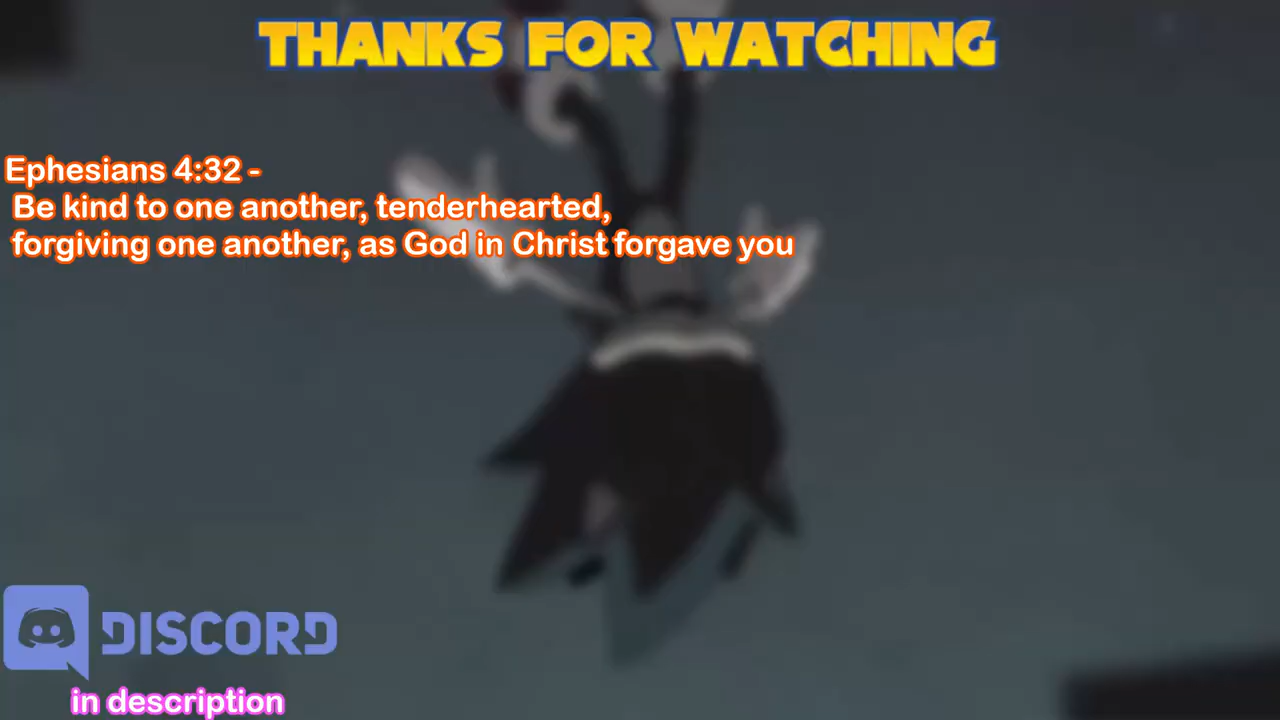 THANKS FOR WATCHING
Ephesians 4:32 -
Be kind to one another, tenderhearted,
forgiving one another, as God in Christ forgave you
DISCORD
in description